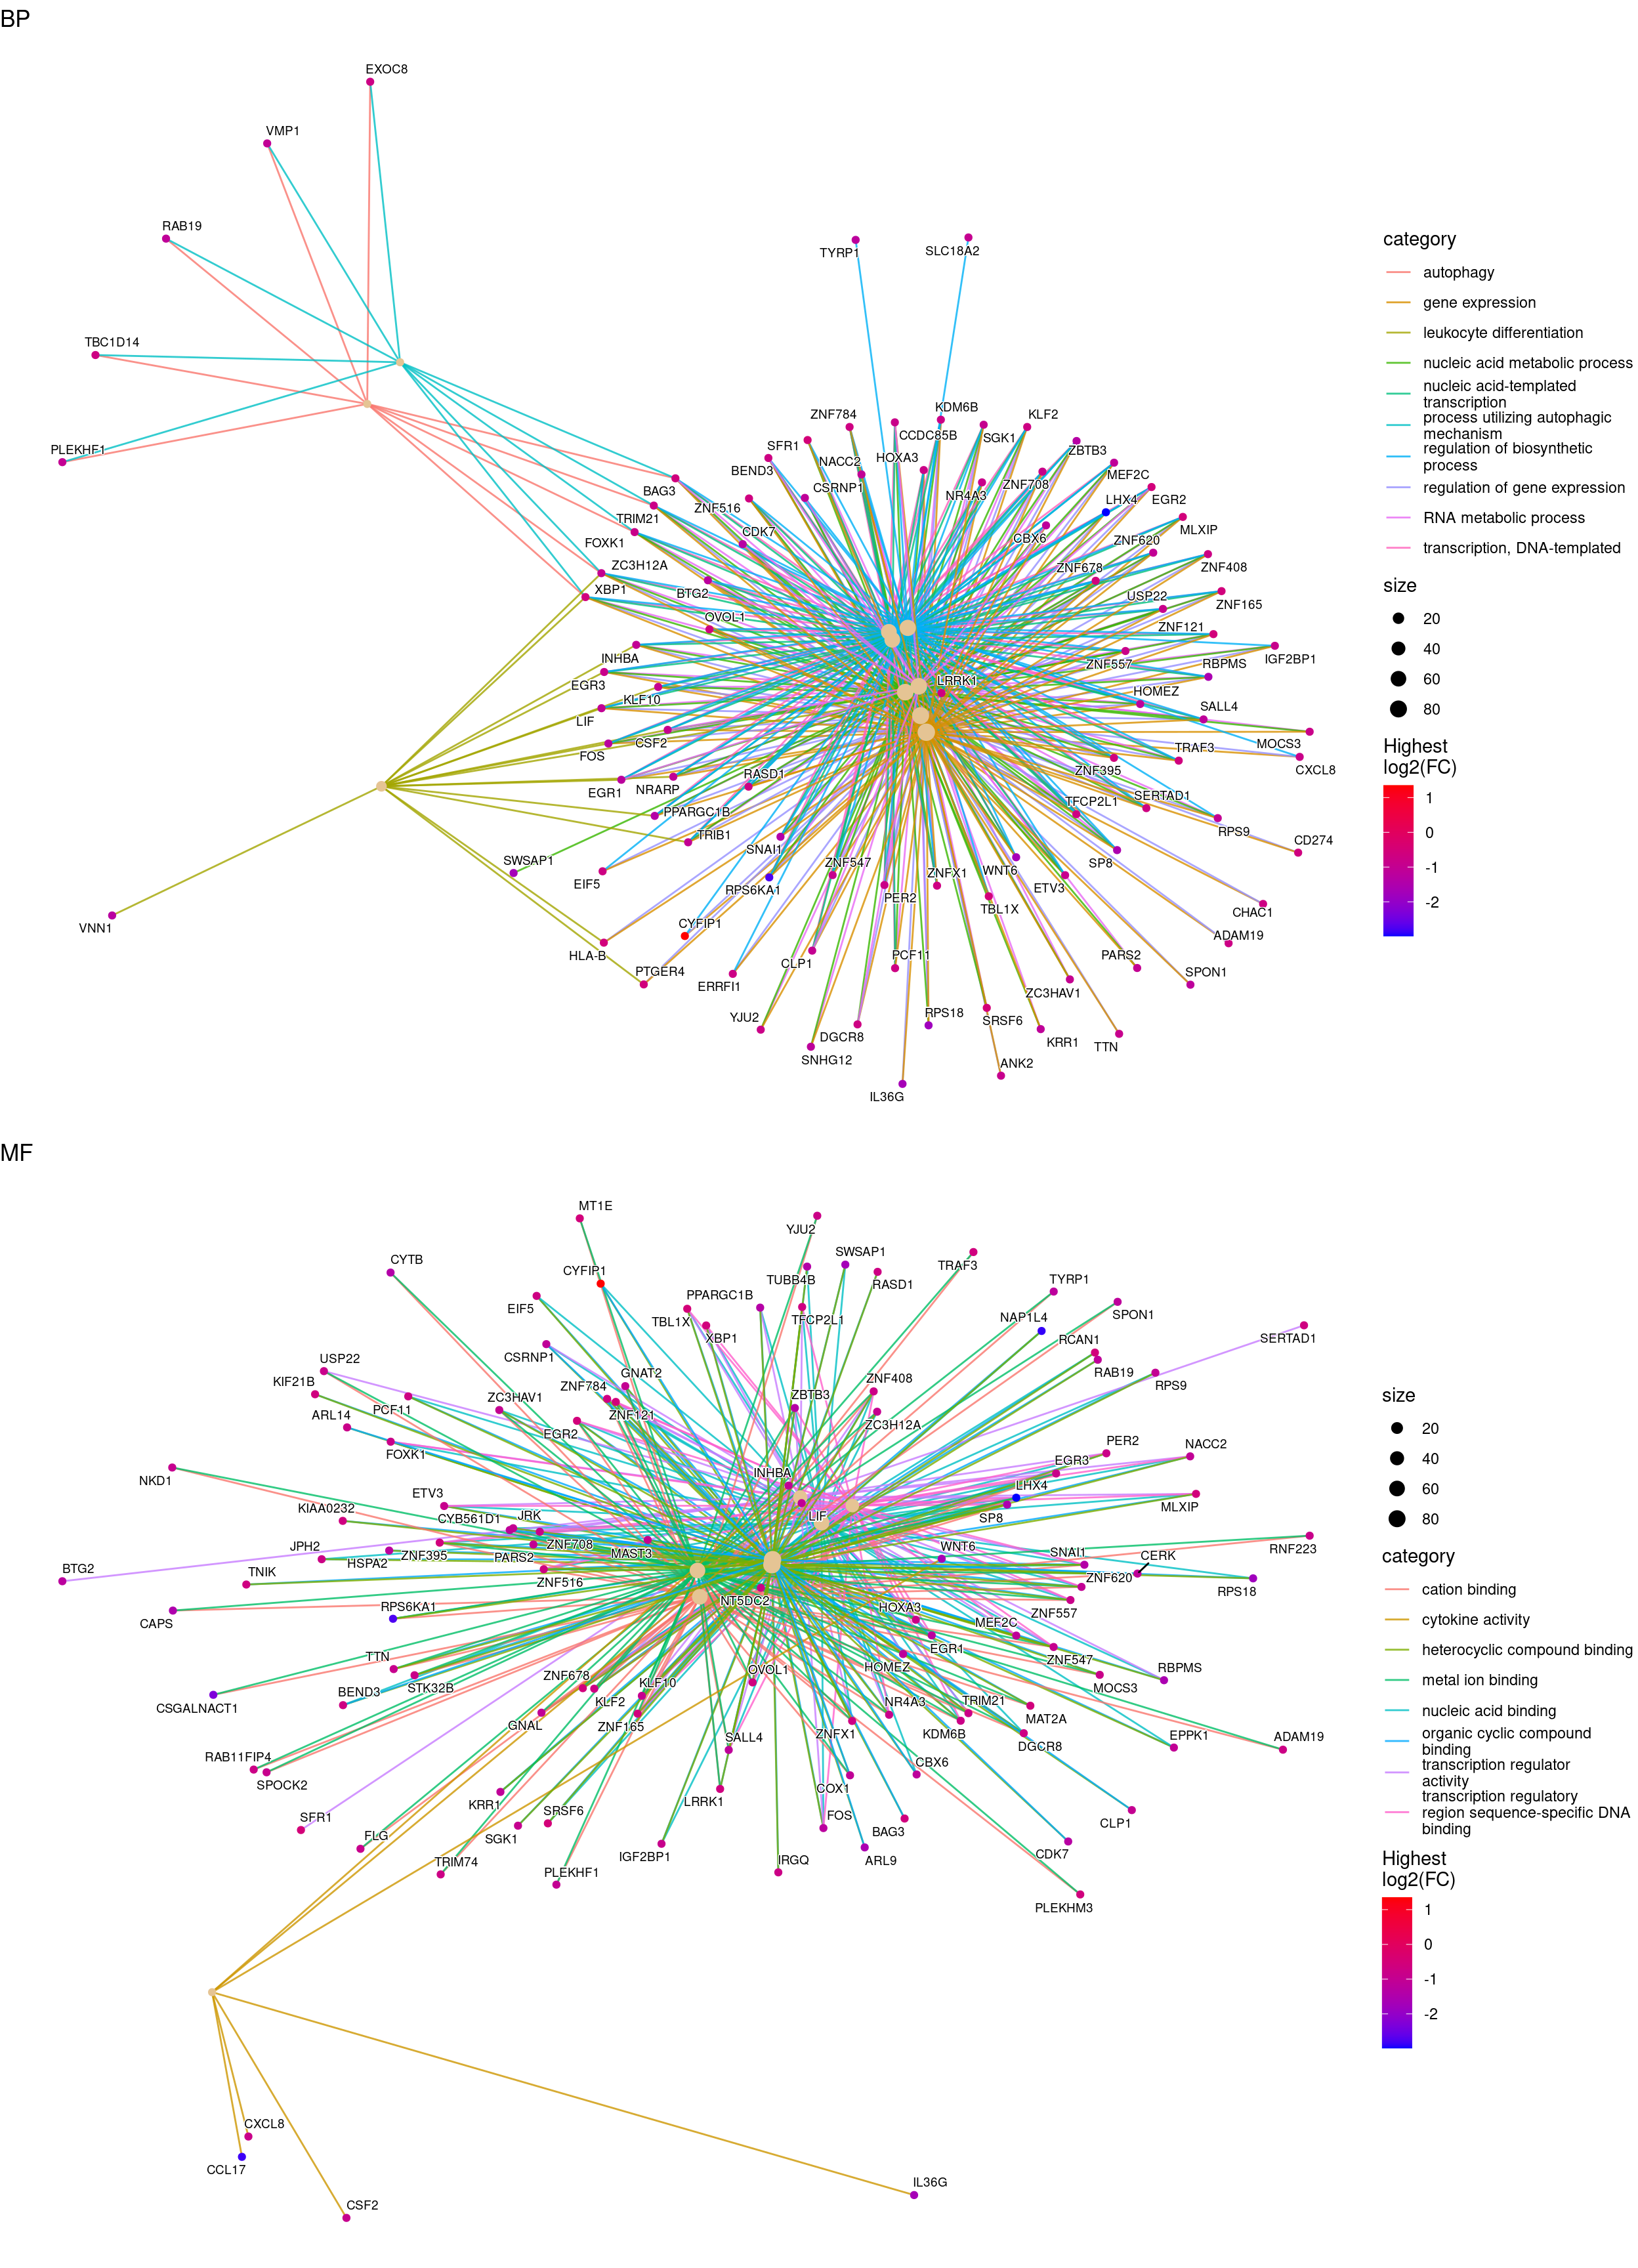 BP
EXOC8
VMP1
RAB19
TYRP1
SLC18A2
TBC1D14
PLEKHF1
ZNF784
KDM6B
KLF2
CCDC85B
SGK1
SFR1
ZBTB3
NACC2
HOXA3
BEND3
MEF2C
CSRNP1
ZNF708
BAG3
NR4A3
LHX4
EGR2
ZNF516
TRIM21
CDK7
CBX6
MLXIP
FOXK1
ZNF620
ZC3H12A
ZNF678
ZNF408
XBP1
BTG2
USP22
ZNF165
OVOL1
ZNF121
INHBA
ZNF557
RBPMS
IGF2BP1
EGR3
LRRK1
KLF10
HOMEZ
SALL4
LIF
CSF2
MOCS3
FOS
TRAF3
ZNF395
CXCL8
RASD1
EGR1
NRARP
SERTAD1
TFCP2L1
PPARGC1B
RPS9
TRIB1
CD274
SNAI1
SWSAP1
ZNF547
SP8
EIF5
RPS6KA1
ZNFX1
WNT6
ETV3
PER2
TBL1X
CHAC1
CYFIP1
ADAM19
HLA-B
PCF11
PARS2
PTGER4
CLP1
SPON1
ERRFI1
ZC3HAV1
VNN1
YJU2
RPS18
SRSF6
DGCR8
KRR1
TTN
SNHG12
ANK2
IL36G
category
autophagy
gene expression
leukocyte differentiation
nucleic acid metabolic process
nucleic acid-templated
transcription
process utilizing autophagic
mechanism
regulation of biosynthetic
process
regulation of gene expression
RNA metabolic process
transcription, DNA-templated
size
20
40
60
80
Highest
log2(FC)
1
0
-1
-2
MF
MT1E
YJU2
CYTB
CYFIP1
SWSAP1
TRAF3
TUBB4B
RASD1
TYRP1
EIF5
PPARGC1B
SPON1
TBL1X
TFCP2L1
NAP1L4
XBP1
RCAN1
SERTAD1
CSRNP1
USP22
GNAT2
RAB19
KIF21B
ZNF784
ZNF408
RPS9
ZC3HAV1
ZBTB3
PCF11
ZNF121
ARL14
ZC3H12A
EGR2
PER2
NACC2
FOXK1
EGR3
INHBA
NKD1
LHX4
ETV3
MLXIP
KIAA0232
CYB561D1
JRK
LIF
SP8
JPH2
ZNF708
WNT6
RNF223
HSPA2
ZNF395
PARS2
MAST3
SNAI1
CERK
BTG2
TNIK
ZNF516
ZNF620
RPS18
NT5DC2
RPS6KA1
HOXA3
ZNF557
CAPS
MEF2C
EGR1
TTN
ZNF547
HOMEZ
OVOL1
RBPMS
ZNF678
KLF10
STK32B
MOCS3
BEND3
CSGALNACT1
KLF2
NR4A3
TRIM21
GNAL
ZNF165
MAT2A
SALL4
ZNFX1
KDM6B
EPPK1
ADAM19
DGCR8
RAB11FIP4
CBX6
SPOCK2
COX1
LRRK1
KRR1
SRSF6
SFR1
FOS
CLP1
FLG
SGK1
BAG3
IGF2BP1
CDK7
TRIM74
IRGQ
ARL9
PLEKHF1
PLEKHM3
CXCL8
CCL17
CSF2
IL36G
size
20
40
60
80
category
cation binding
cytokine activity
heterocyclic compound binding
metal ion binding
nucleic acid binding
organic cyclic compound
binding
transcription regulator
activity
transcription regulatory
region sequence-specific DNA
binding
Highest
log2(FC)
1
0
-1
-2